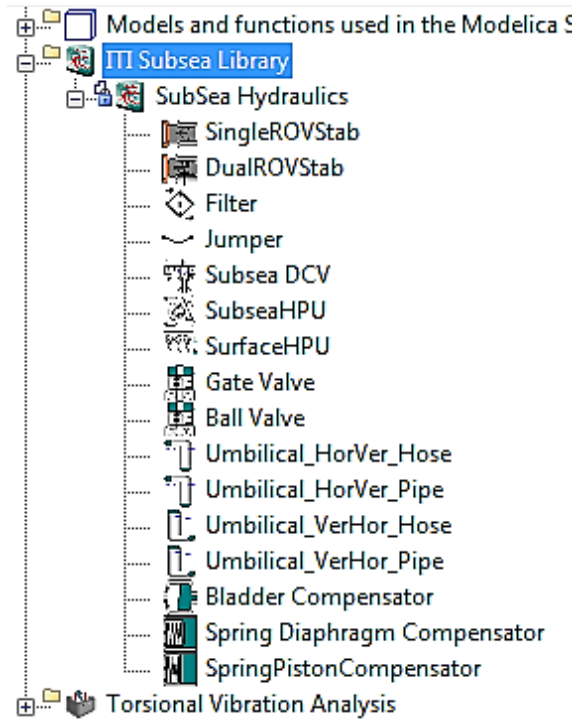 Models and functions used in the Modelica S
ITI Subsea Library
SubSea Hydraulics
SingleROVStab
DualROVStab
Filter
Jumper
Subsea DCV
SubseaHPU
SurfaceHPU
Gate Valve
Ball Valve
Umbilical_HorVer_Hose
Umbilical_HorVer_Pipe
Umbilical_VerHor_Hose
Umbilical_VerHor_Pipe
Bladder Compensator
Spring Diaphragm Compensator
SpringPistonCompensator
Torsional Vibration Analysis